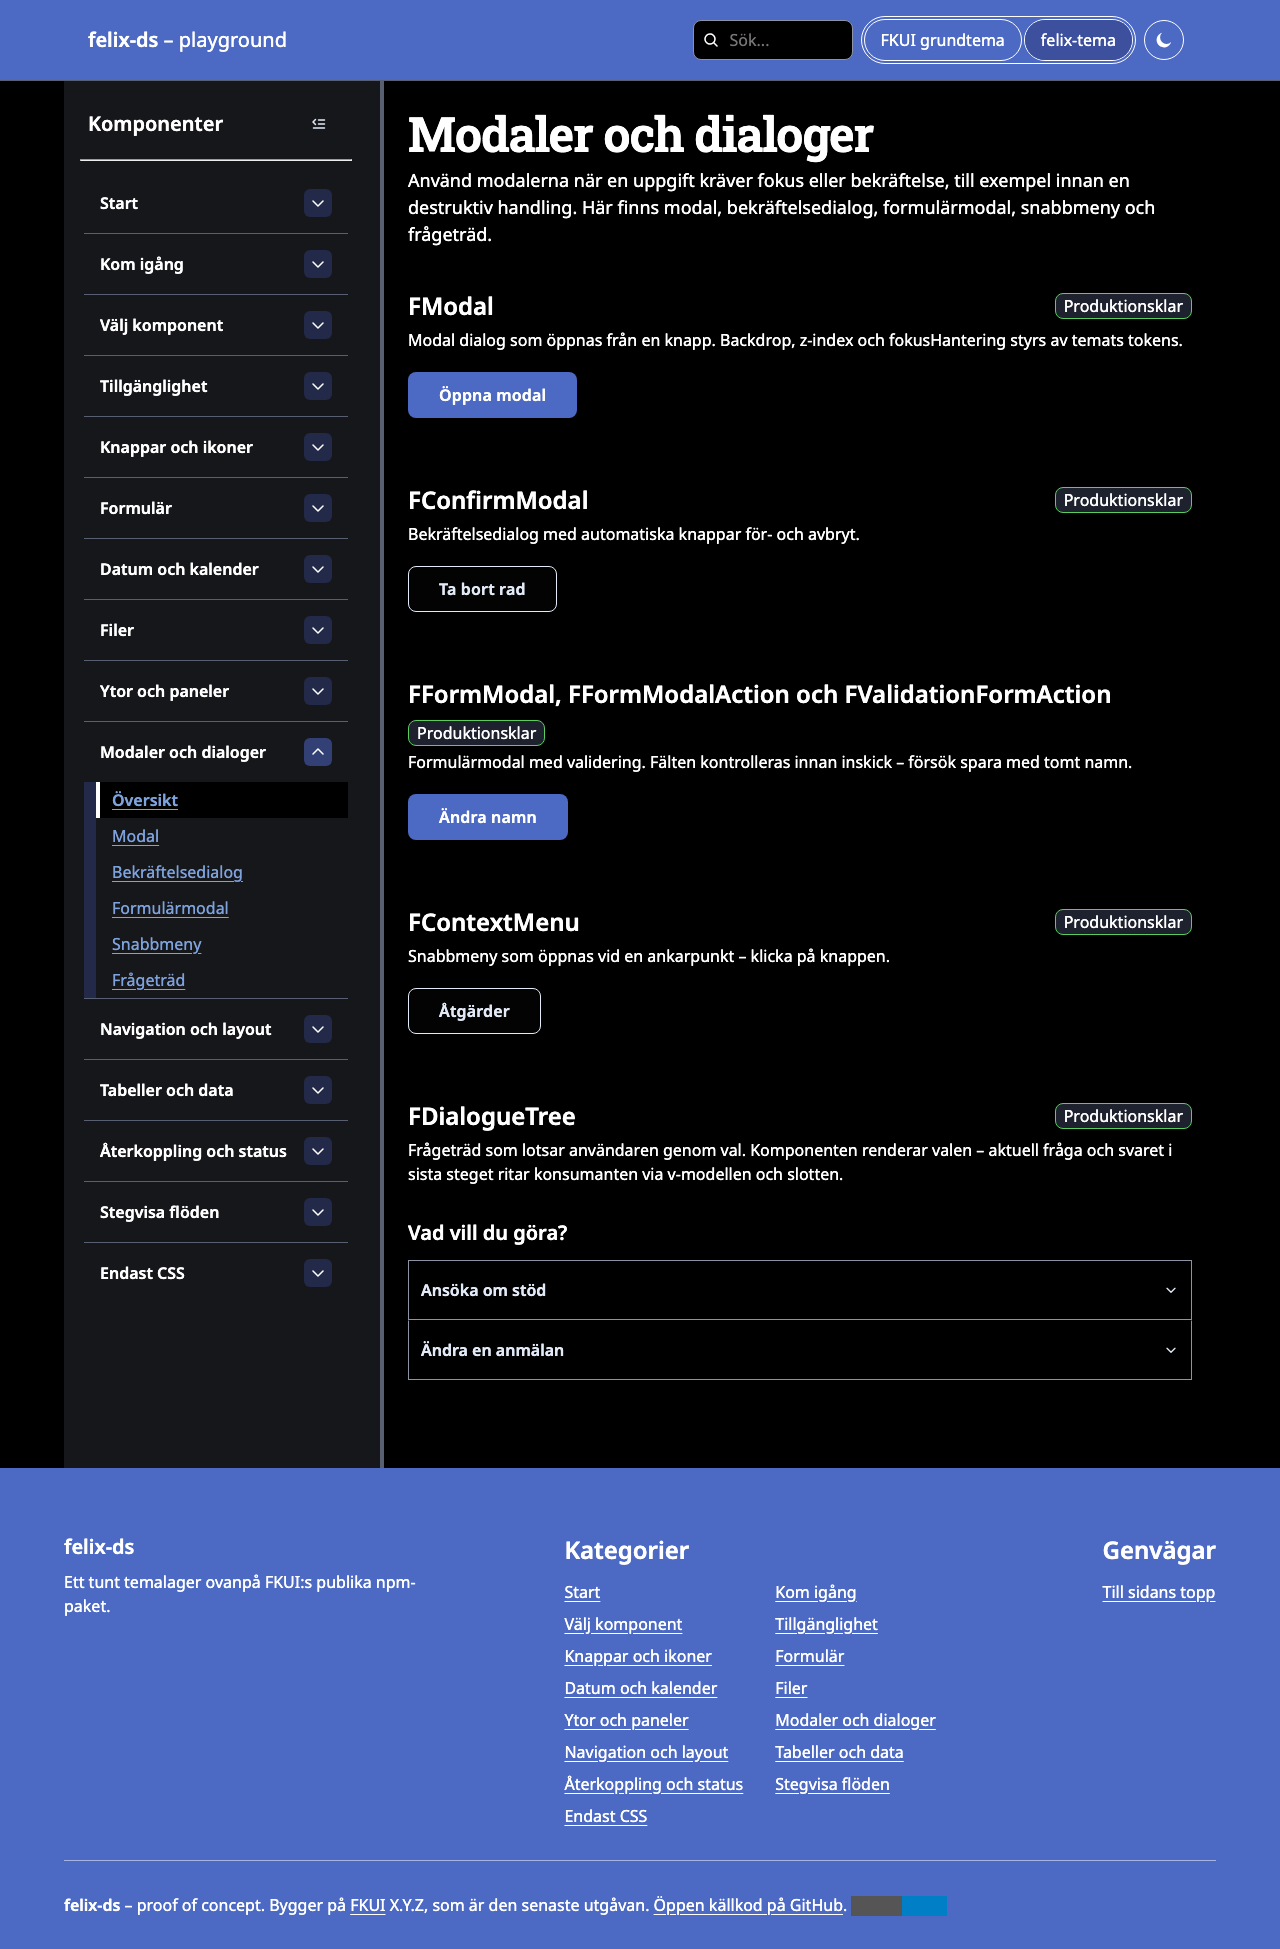 felix-ds – playground
Sök...
FKUI grundtema
felix-tema
Komponenter
Start
Kom igång
Välj komponent
Tillgänglighet
Knappar och ikoner
Formulär
Datum och kalender
Filer
Ytor och paneler
Modaler och dialoger
Översikt
Modal
Bekräftelsedialog
Formulärmodal
Snabbmeny
Frågeträd
Navigation och layout
Tabeller och data
Återkoppling och status
Stegvisa flöden
Endast CSS
Modaler och dialoger
Använd modalerna när en uppgift kräver fokus eller bekräftelse, till exempel innan en
destruktiv handling. Här finns modal, bekräftelsedialog, formulärmodal, snabbmeny och
frågeträd.
FModal
Produktionsklar
Modal dialog som öppnas från en knapp. Backdrop, z-index och fokusHantering styrs av temats tokens.
Öppna modal
FConfirmModal
Produktionsklar
Bekräftelsedialog med automatiska knappar för- och avbryt.
Ta bort rad
FFormModal, FFormModalAction och FValidationFormAction
Produktionsklar
Formulärmodal med validering. Fälten kontrolleras innan inskick – försök spara med tomt namn.
Ändra namn
FContextMenu
Produktionsklar
Snabbmeny som öppnas vid en ankarpunkt – klicka på knappen.
Åtgärder
FDialogueTree
Produktionsklar
Frågeträd som lotsar användaren genom val. Komponenten renderar valen – aktuell fråga och svaret i
sista steget ritar konsumanten via v-modellen och slotten.
Vad vill du göra?
Ansöka om stöd
Ändra en anmälan
felix-ds
Ett tunt temalager ovanpå FKUI:s publika npm-
paket.
Kategorier
Start
Kom igång
Välj komponent
Tillgänglighet
Knappar och ikoner
Formulär
Datum och kalender
Filer
Ytor och paneler
Modaler och dialoger
Navigation och layout
Tabeller och data
Återkoppling och status
Stegvisa flöden
Endast CSS
Genvägar
Till sidans topp
felix-ds – proof of concept. Bygger på FKUI X.Y.Z, som är den senaste utgåvan. Öppen källkod på GitHub.